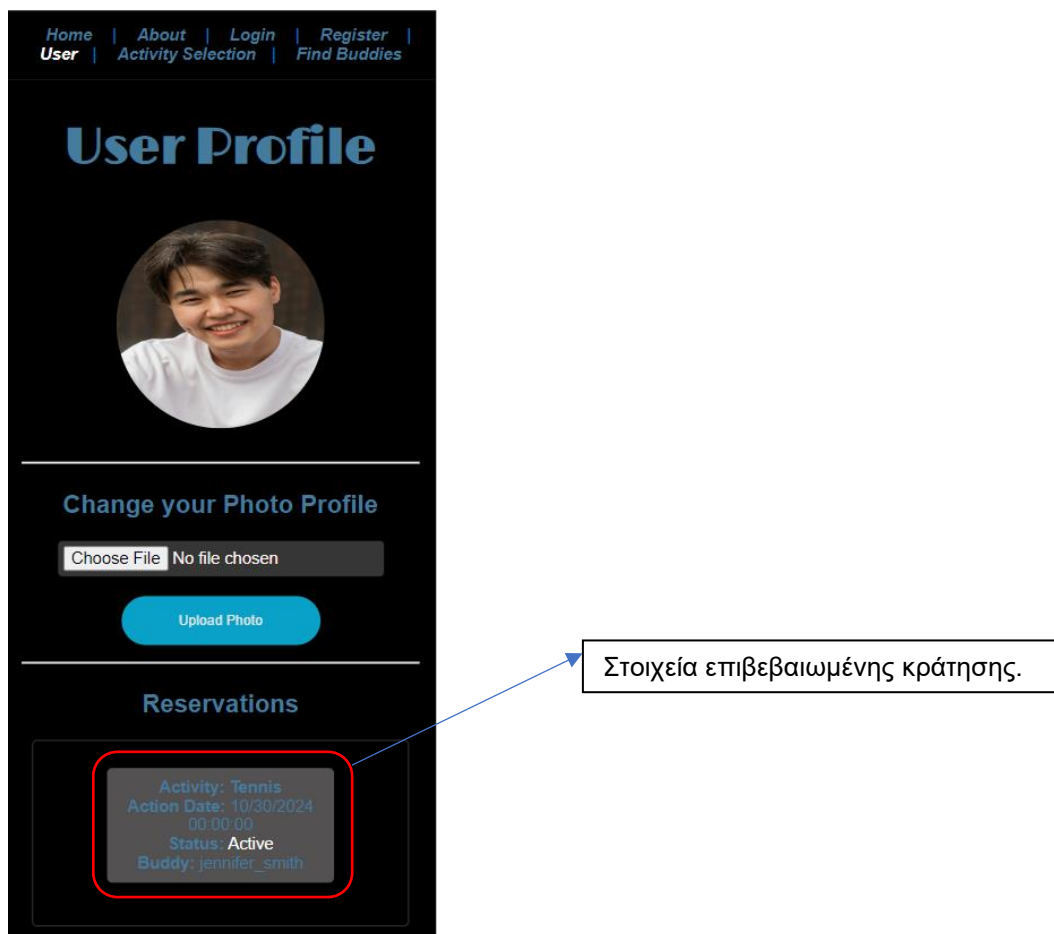 Home | About | Login | Register |
User | Activity Selection | Find Buddies
User Profile
Change your Photo Profile
Choose File No file chosen
Upload Photo
Στοιχεία επιβεβαιωμένης κράτησης.
Reservations
Activity: Tennis
Action Date: 10/30/2024
00:00:00
Status: Active
Buddy: jennifer_smith